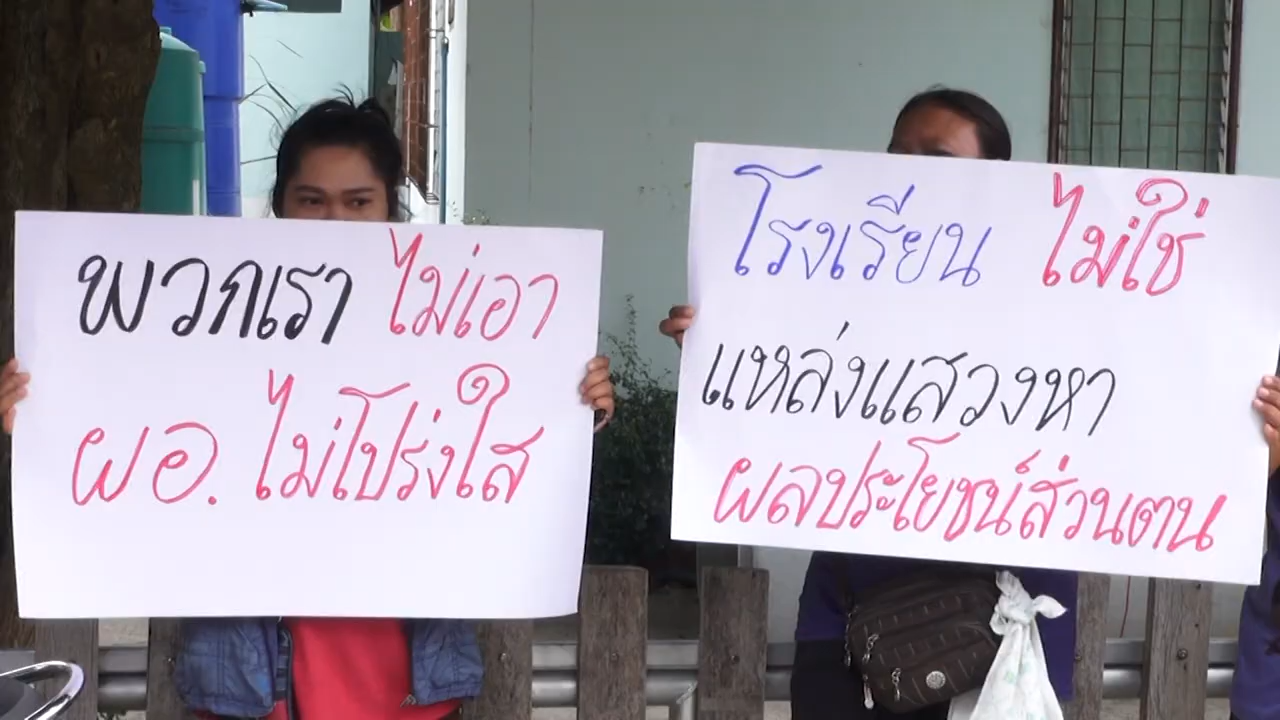 พวกเรา ไม่เอา
ผอ. ไม่โปร่งใส
โรงเรียน ไม่ใช่
แหล่งแสวงหา
ผลประโยชน์ส่วนตน